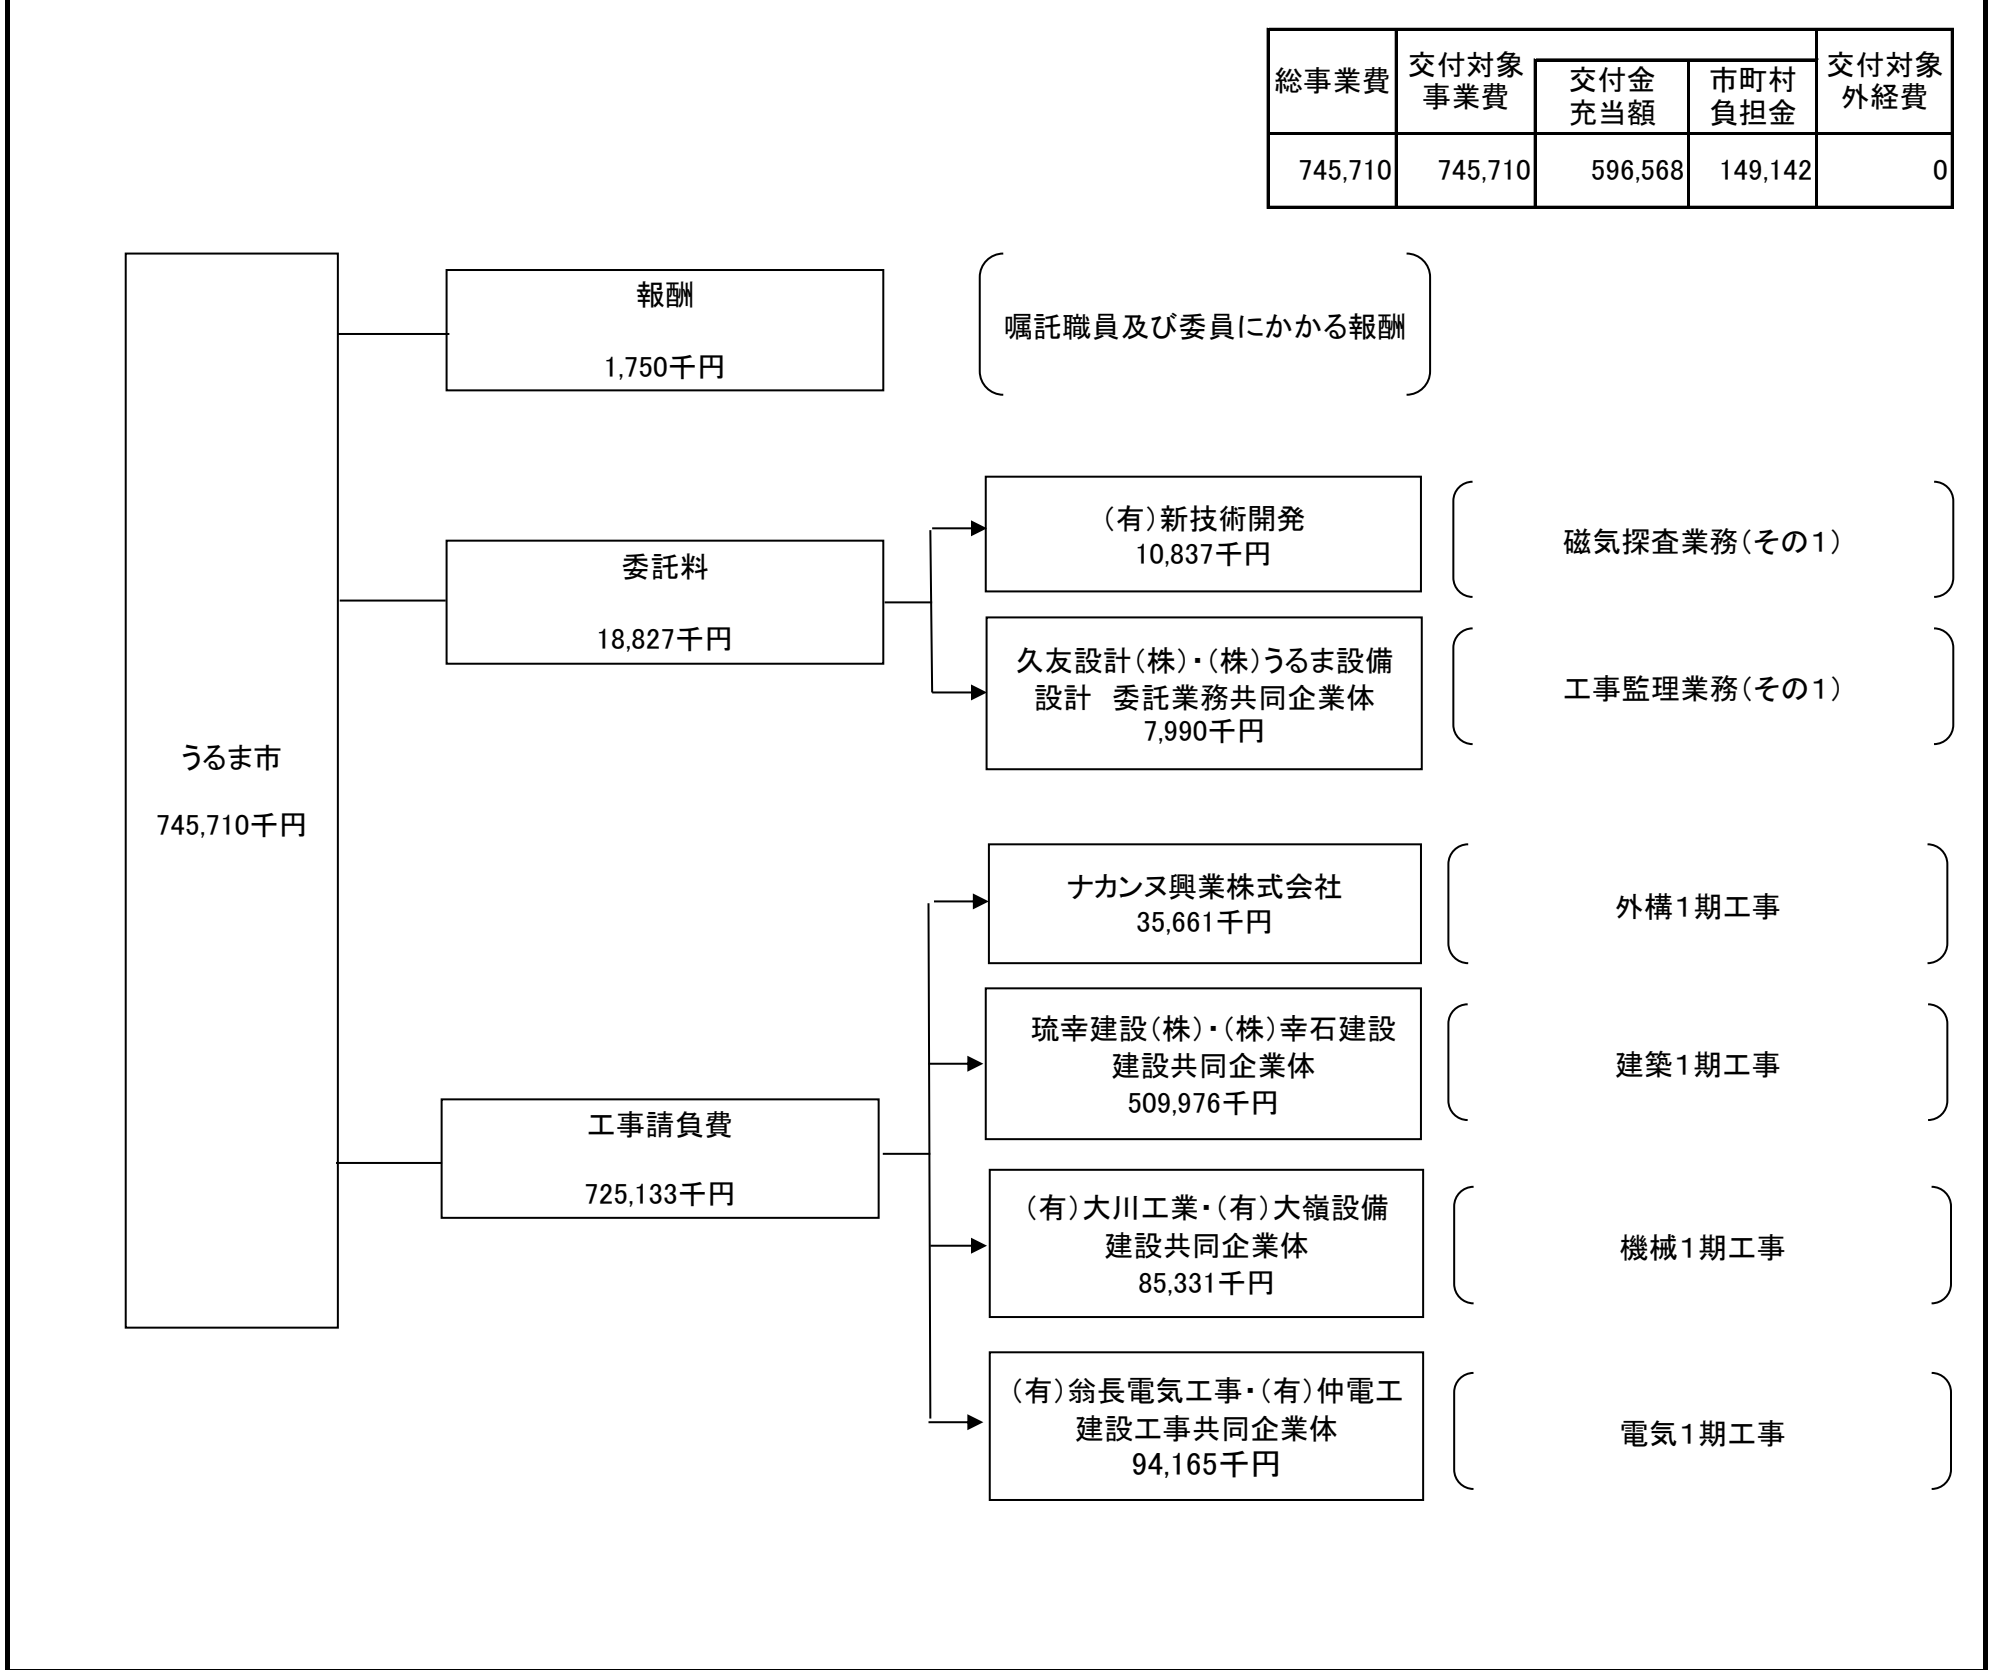 総事業費
交付対象
事業費
交付金
充当額
市町村
負担金
交付対象
外経費
745,710 745,710 596,568 149,142 0
うるま市
745,710千円
報酬
1,750千円
嘱託職員及び委員にかかる報酬
委託料
18,827千円
（有）新技術開発
10,837千円
磁気探査業務（その１）
久友設計（株）・（株）うるま設備
設計　委託業務共同企業体
7,990千円
工事監理業務（その１）
工事請負費
725,133千円
ナカンヌ興業株式会社
35,661千円
外構１期工事
琉幸建設（株）・（株）幸石建設
建設共同企業体
509,976千円
建築１期工事
（有）大川工業・（有）大嶺設備
建設共同企業体
85,331千円
機械１期工事
（有）翁長電気工事・（有）仲電工
建設工事共同企業体
94,165千円
電気１期工事